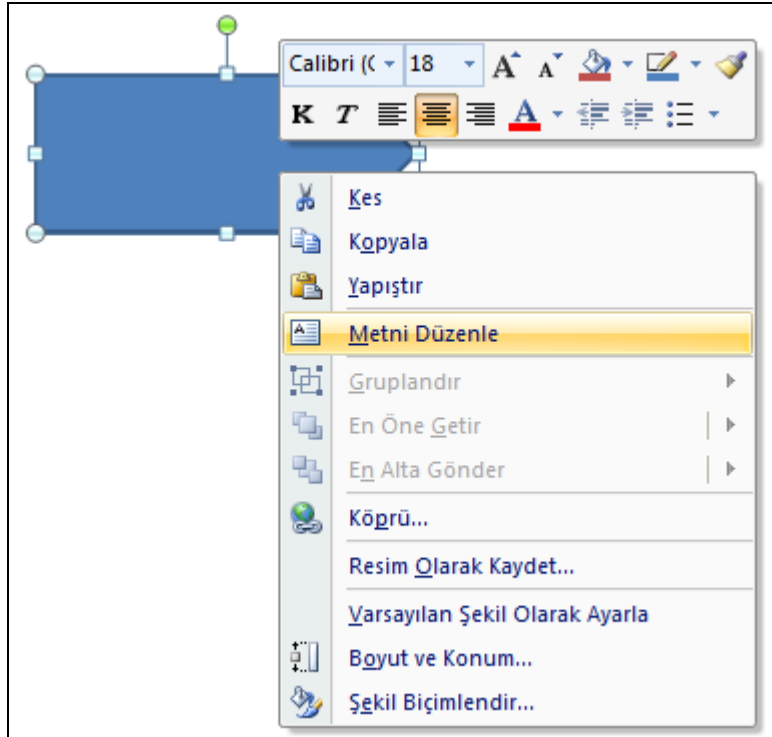 Calibri (C 18 A A
K T A
Kes
Kopyala
Yapıştır
Metni Düzenle
Gruplandır
En Öne Getir
En Alta Gönder
Köprü...
Resim Olarak Kaydet...
Varsayılan Şekil Olarak Ayarla
Boyut ve Konum...
Şekil Biçimlendir...